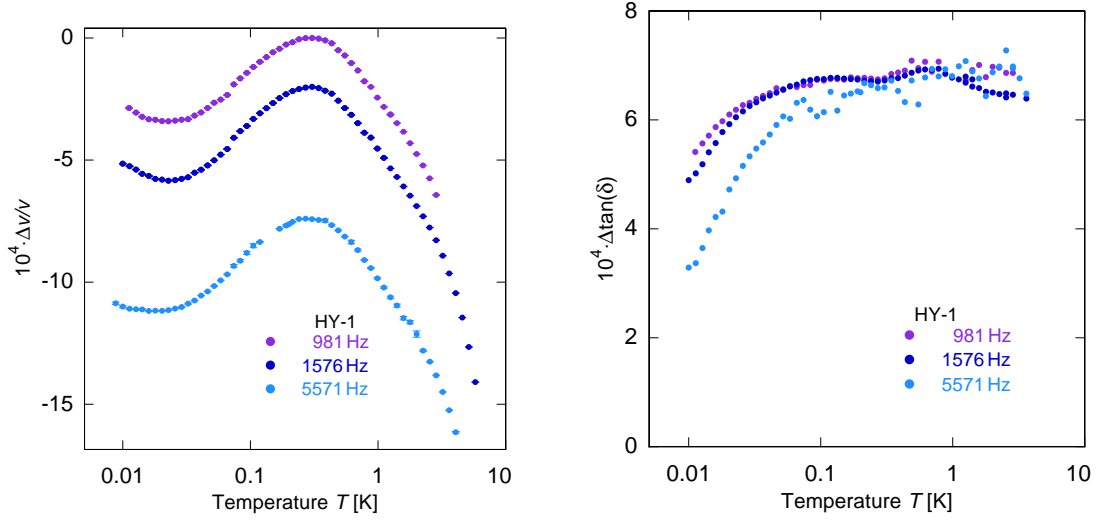 0
-5
-10
-15
10⁴·Δv/v
HY-1
981 Hz
1576 Hz
5571 Hz
0.01
0.1
1
10
Temperature T [K]
8
6
4
2
0
10⁴·Δtan(δ)
HY-1
981 Hz
1576 Hz
5571 Hz
0.01
0.1
1
10
Temperature T [K]